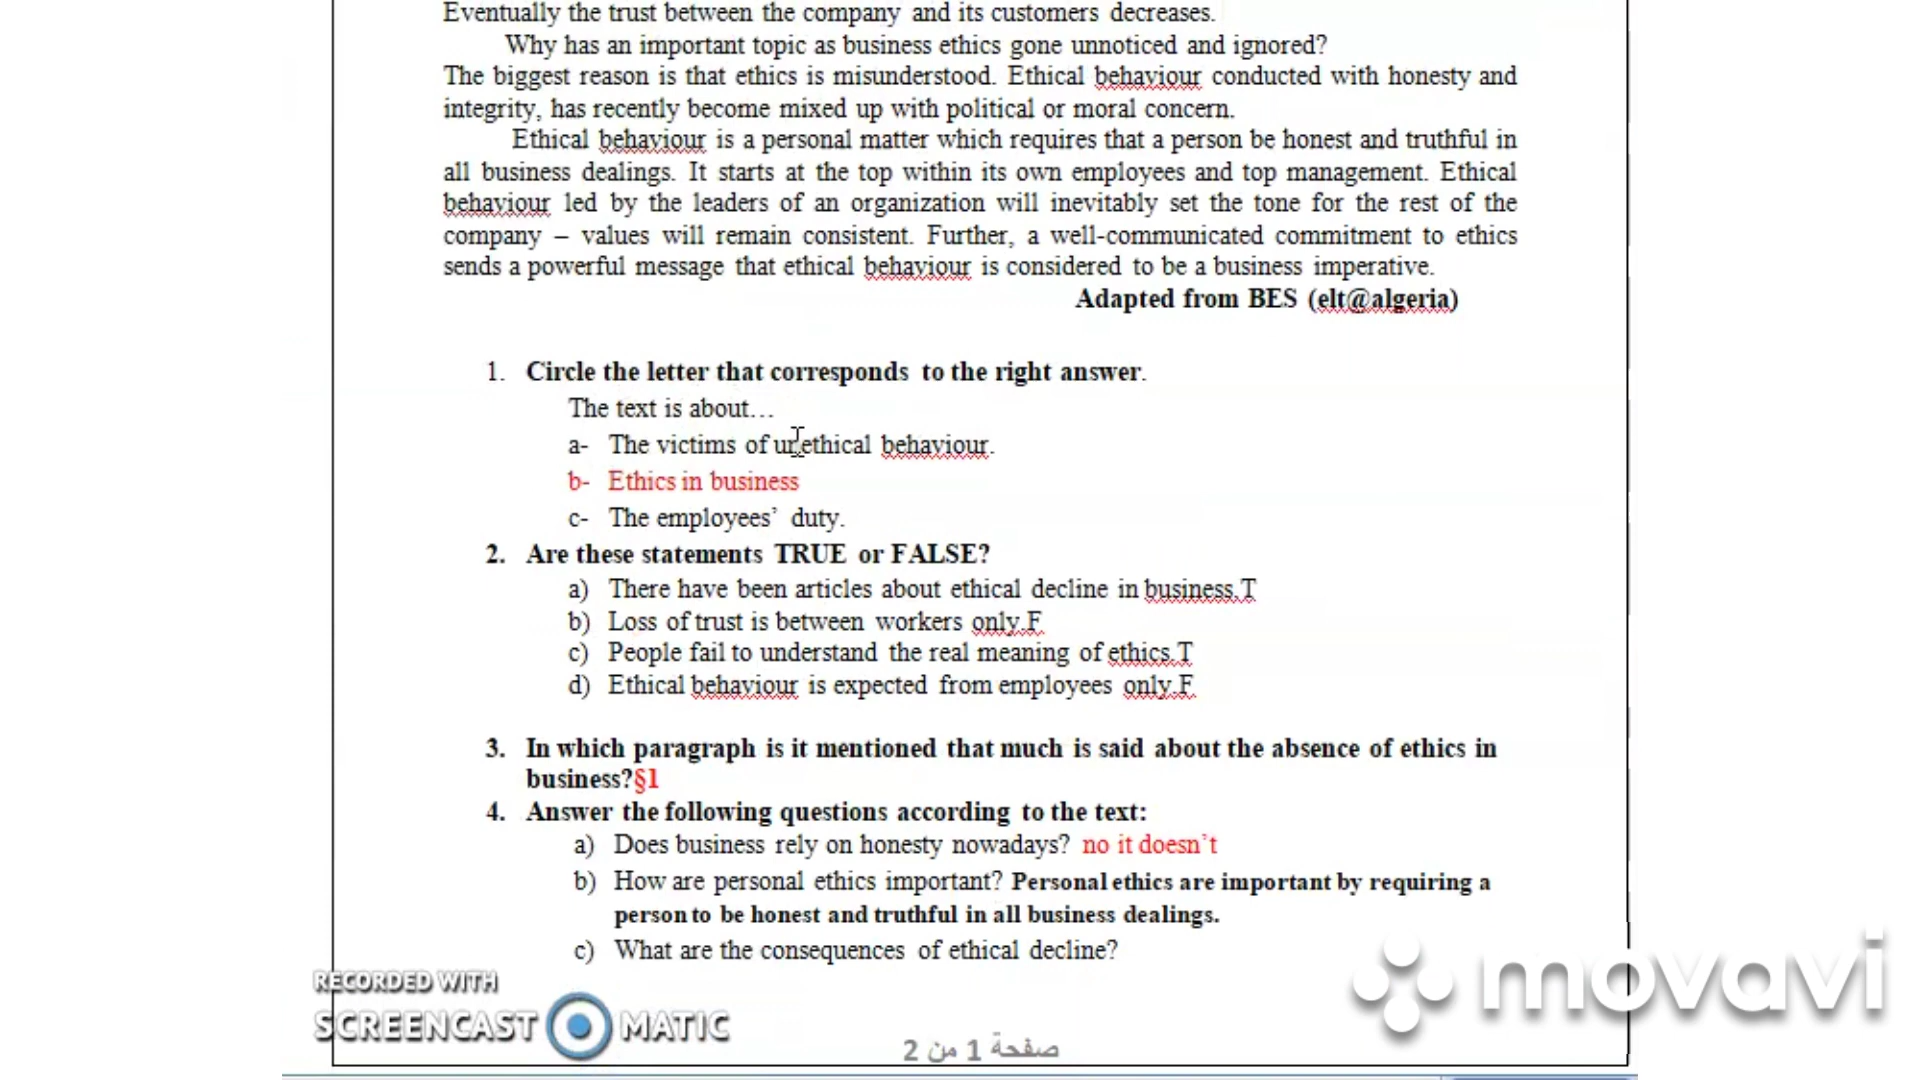 Eventually the trust between the company and its customers decreases.
Why has an important topic as business ethics gone unnoticed and ignored?
The biggest reason is that ethics is misunderstood. Ethical behaviour conducted with honesty and
integrity, has recently become mixed up with political or moral concern.
Ethical behaviour is a personal matter which requires that a person be honest and truthful in
all business dealings. It starts at the top within its own employees and top management. Ethical
behaviour led by the leaders of an organization will inevitably set the tone for the rest of the
company – values will remain consistent. Further, a well-communicated commitment to ethics
sends a powerful message that ethical behaviour is considered to be a business imperative.
Adapted from BES (elt@algeria)
1. Circle the letter that corresponds to the right answer.
The text is about…
a- The victims of unethical behaviour.
b- Ethics in business
c- The employees’ duty.
2. Are these statements TRUE or FALSE?
a) There have been articles about ethical decline in business.T
b) Loss of trust is between workers only.F
c) People fail to understand the real meaning of ethics.T
d) Ethical behaviour is expected from employees only.F
3. In which paragraph is it mentioned that much is said about the absence of ethics in
business?§1
4. Answer the following questions according to the text:
a) Does business rely on honesty nowadays? no it doesn’t
b) How are personal ethics important? Personal ethics are important by requiring a
person to be honest and truthful in all business dealings.
c) What are the consequences of ethical decline?
RECORDED WITH
SCREENCAST MATIC
movavi
صفحة 1 من 2